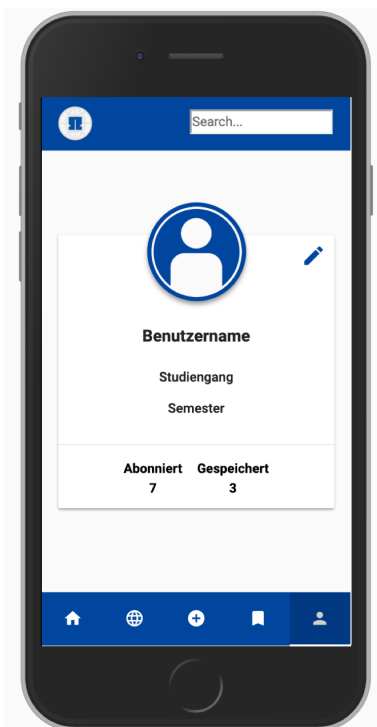 Search...
Benutzername
Studiengang
Semester
Abonniert Gespeichert
7 3